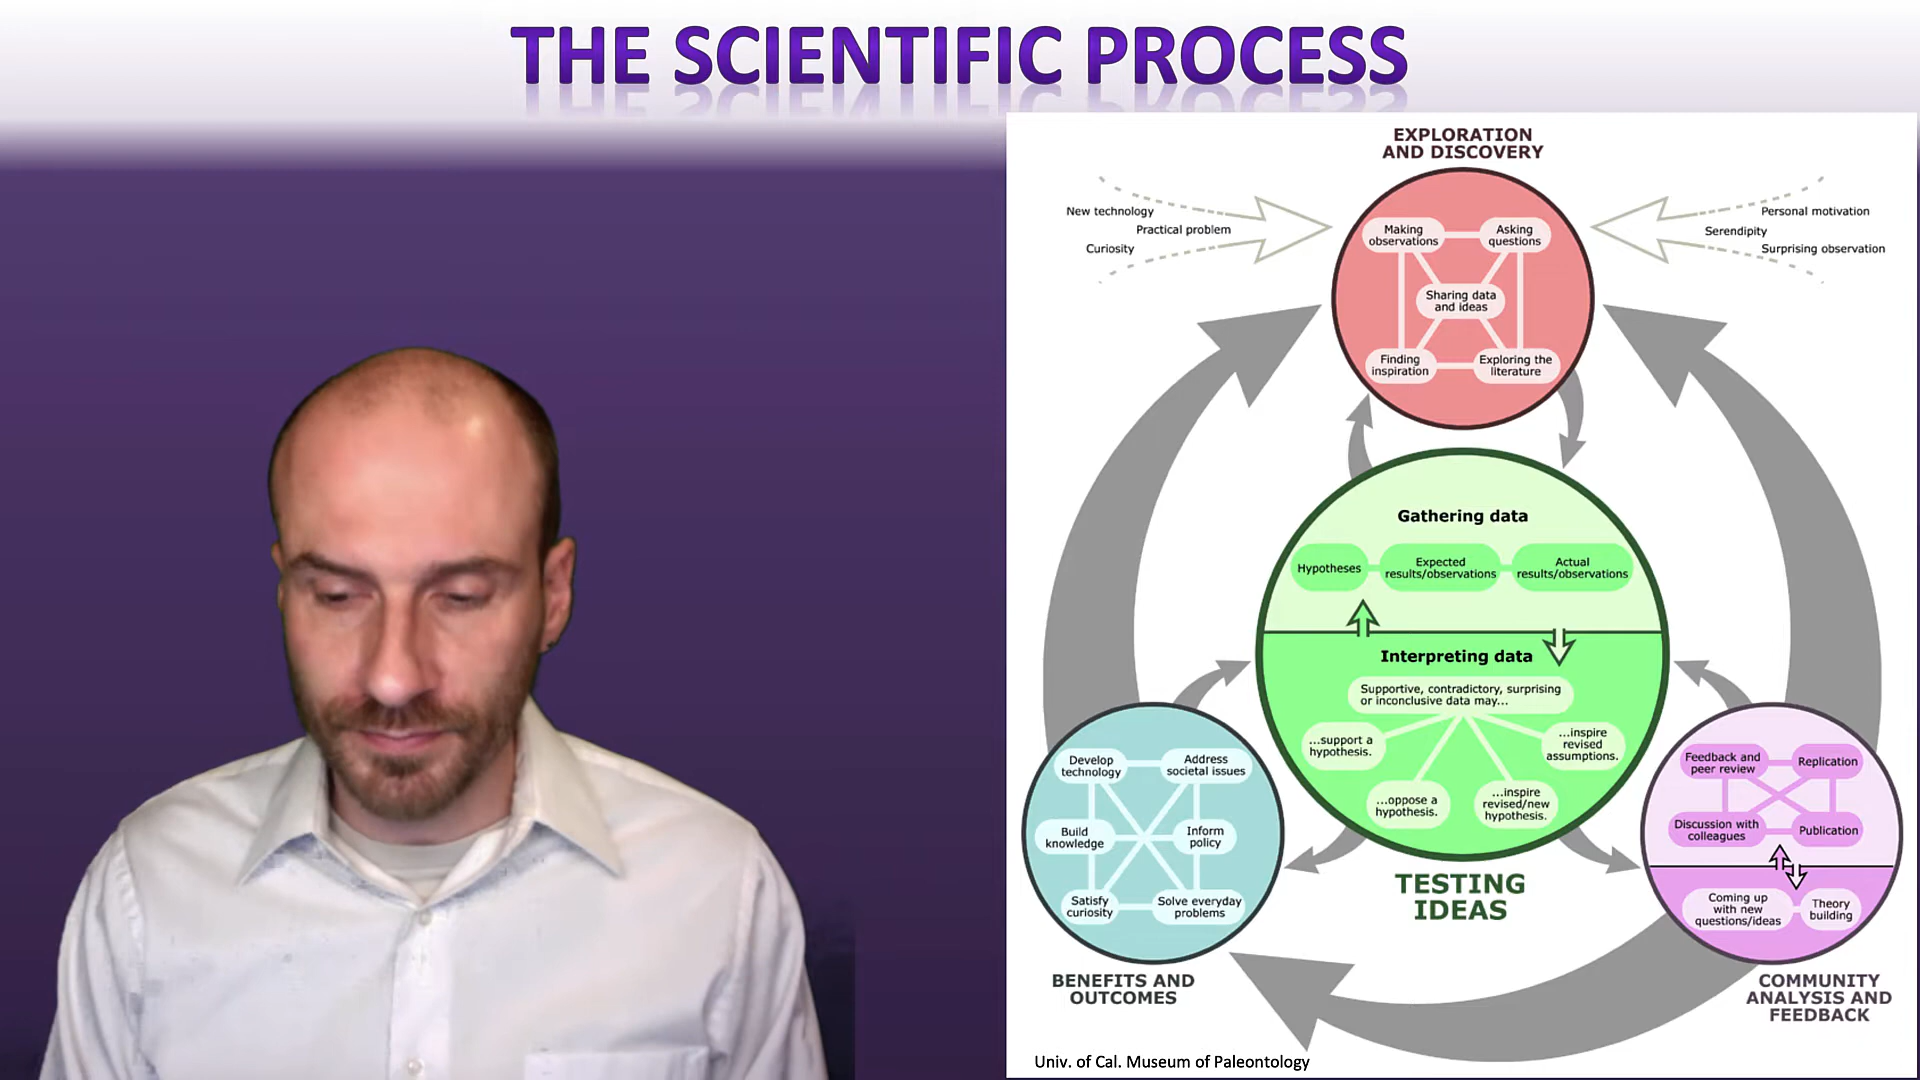 THE SCIENTIFIC PROCESS
EXPLORATION
AND DISCOVERY
New technology
Practical problem
Curiosity
Personal motivation
Serendipity
Surprising observation
Making
observations
Asking
questions
Sharing data
and ideas
Finding
inspiration
Exploring the
literature
Gathering data
Hypotheses
Expected
results/observations
Actual
results/observations
Interpreting data
Supportive, contradictory, surprising
or inconclusive data may...
...support a
hypothesis.
...oppose a
hypothesis.
...inspire
revised/new
hypothesis.
...inspire
revised
assumptions.
TESTING
IDEAS
Develop
technology
Address
societal issues
Build
knowledge
Inform
policy
Satisfy
curiosity
Solve everyday
problems
BENEFITS AND
OUTCOMES
Feedback and
peer review
Replication
Discussion with
colleagues
Publication
Coming up
with new
questions/ideas
Theory
building
COMMUNITY
ANALYSIS AND
FEEDBACK
Univ. of Cal. Museum of Paleontology